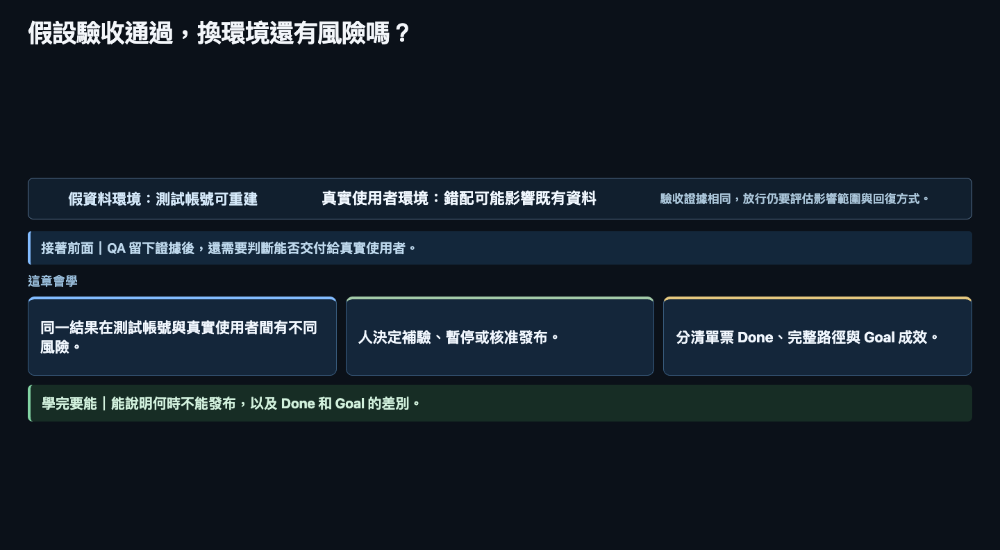 假設驗收通過，換環境還有風險嗎？
假資料環境：測試帳號可重建
真實使用者環境：錯配可能影響既有資料
驗收證據相同，放行仍要評估影響範圍與回復方式。
接著前面｜QA 留下證據後，還需要判斷能否交付給真實使用者。
這章會學
同一結果在測試帳號與真實使用者間有不同
風險。
人決定補驗、暫停或核准發布。
分清單票 Done、完整路徑與 Goal 成效。
學完要能｜能說明何時不能發布，以及 Done 和 Goal 的差別。